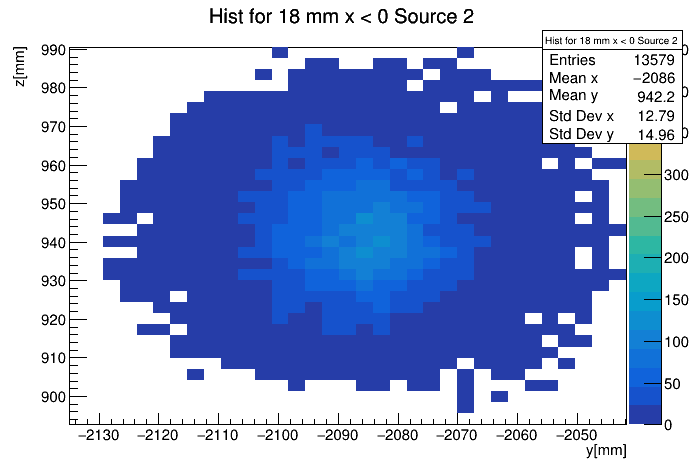 Hist for 18 mm x < 0 Source 2
Hist for 18 mm x < 0 Source 2
Entries 13579
Mean x −2086
Mean y 942.2
Std Dev x 12.79
Std Dev y 14.96
z[mm]
990
980
970
960
950
940
930
920
910
900
−2130 −2120 −2110 −2100 −2090 −2080 −2070 −2060 −2050
y[mm]
300
250
200
150
100
50
0